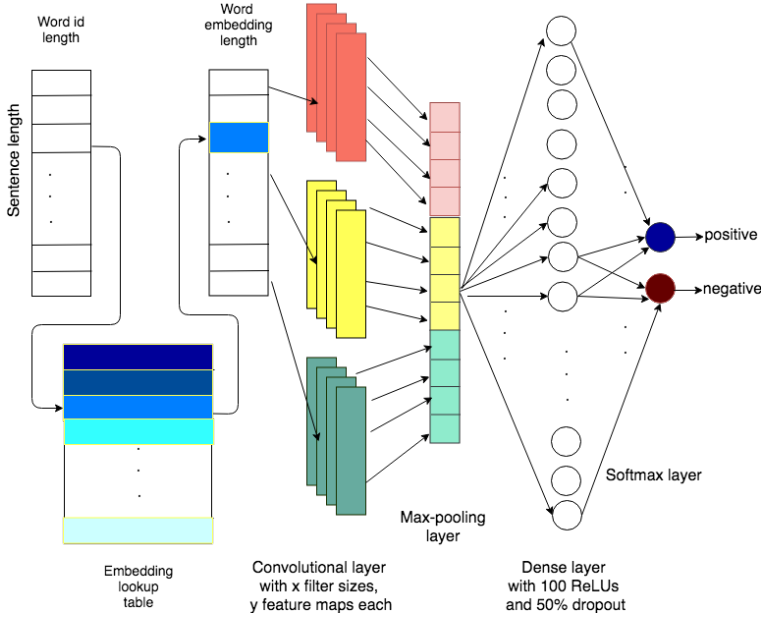 Word id
length
Word
embedding
length
Sentence length
positive
negative
Softmax layer
Max-pooling
layer
Embedding
lookup
table
Convolutional layer
with x filter sizes,
y feature maps each
Dense layer
with 100 ReLUs
and 50% dropout